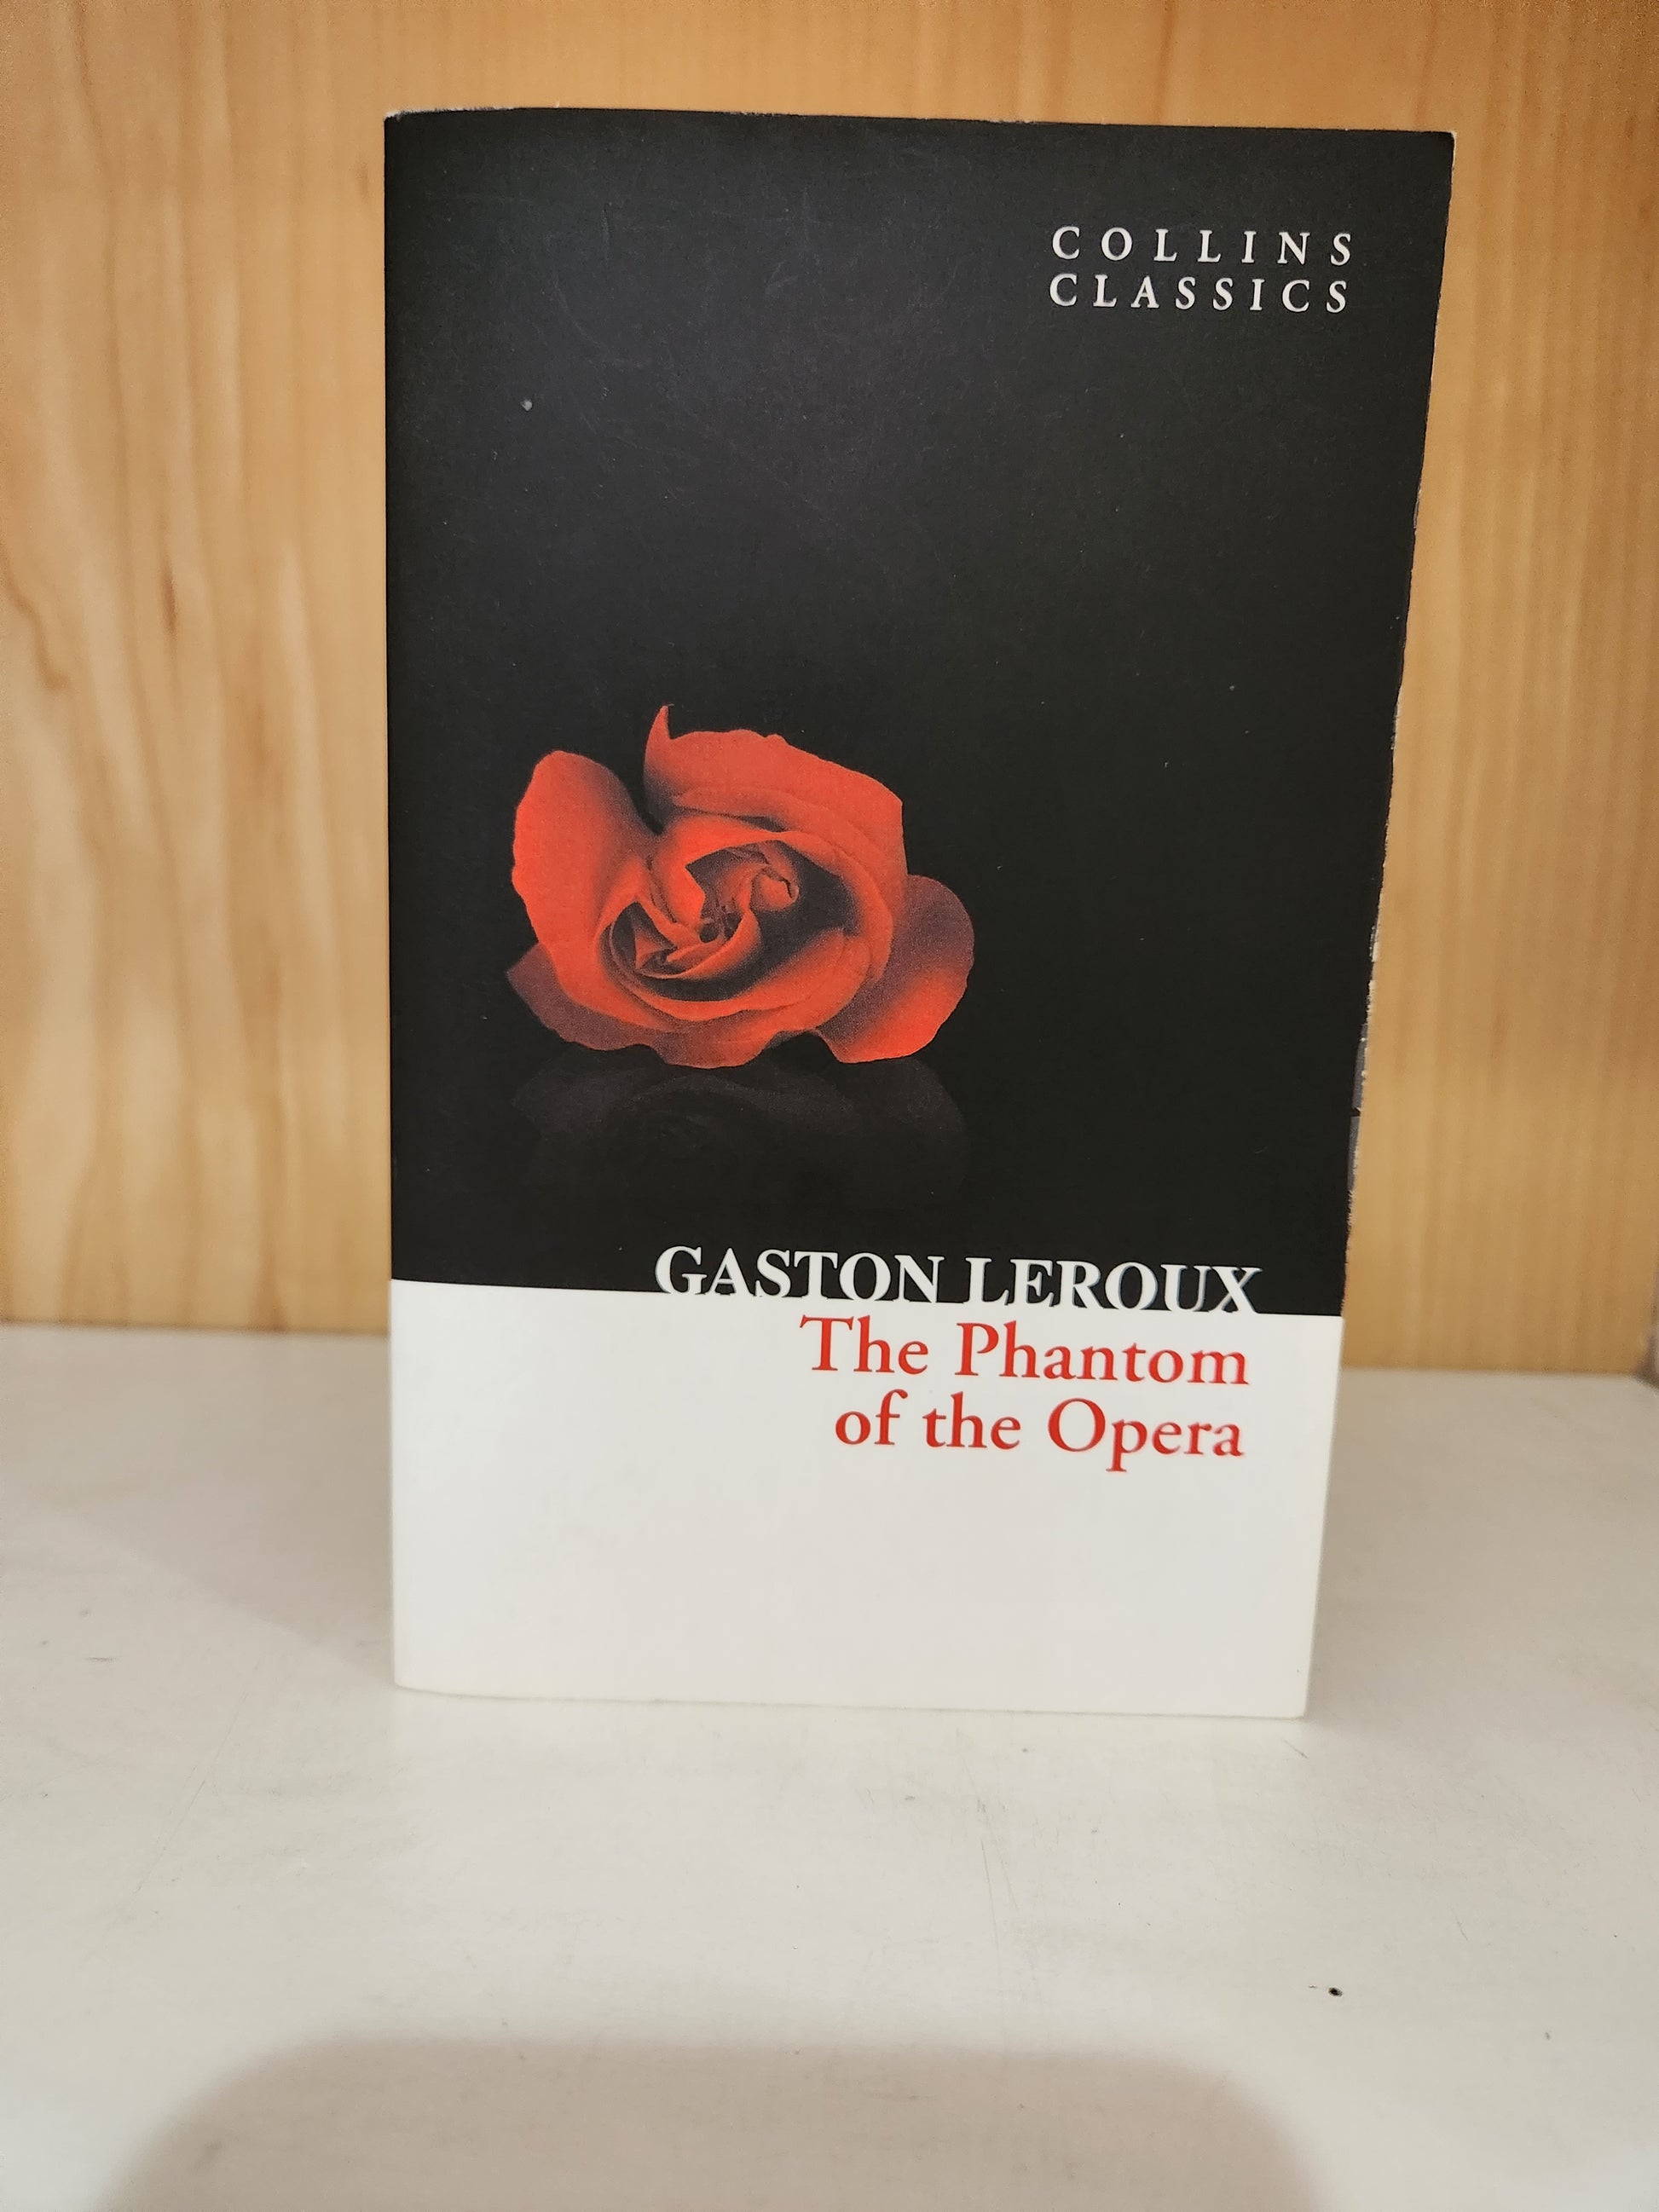 COLLINS
CLASSICS
GASTON LEROUX
The Phantom
of the Opera